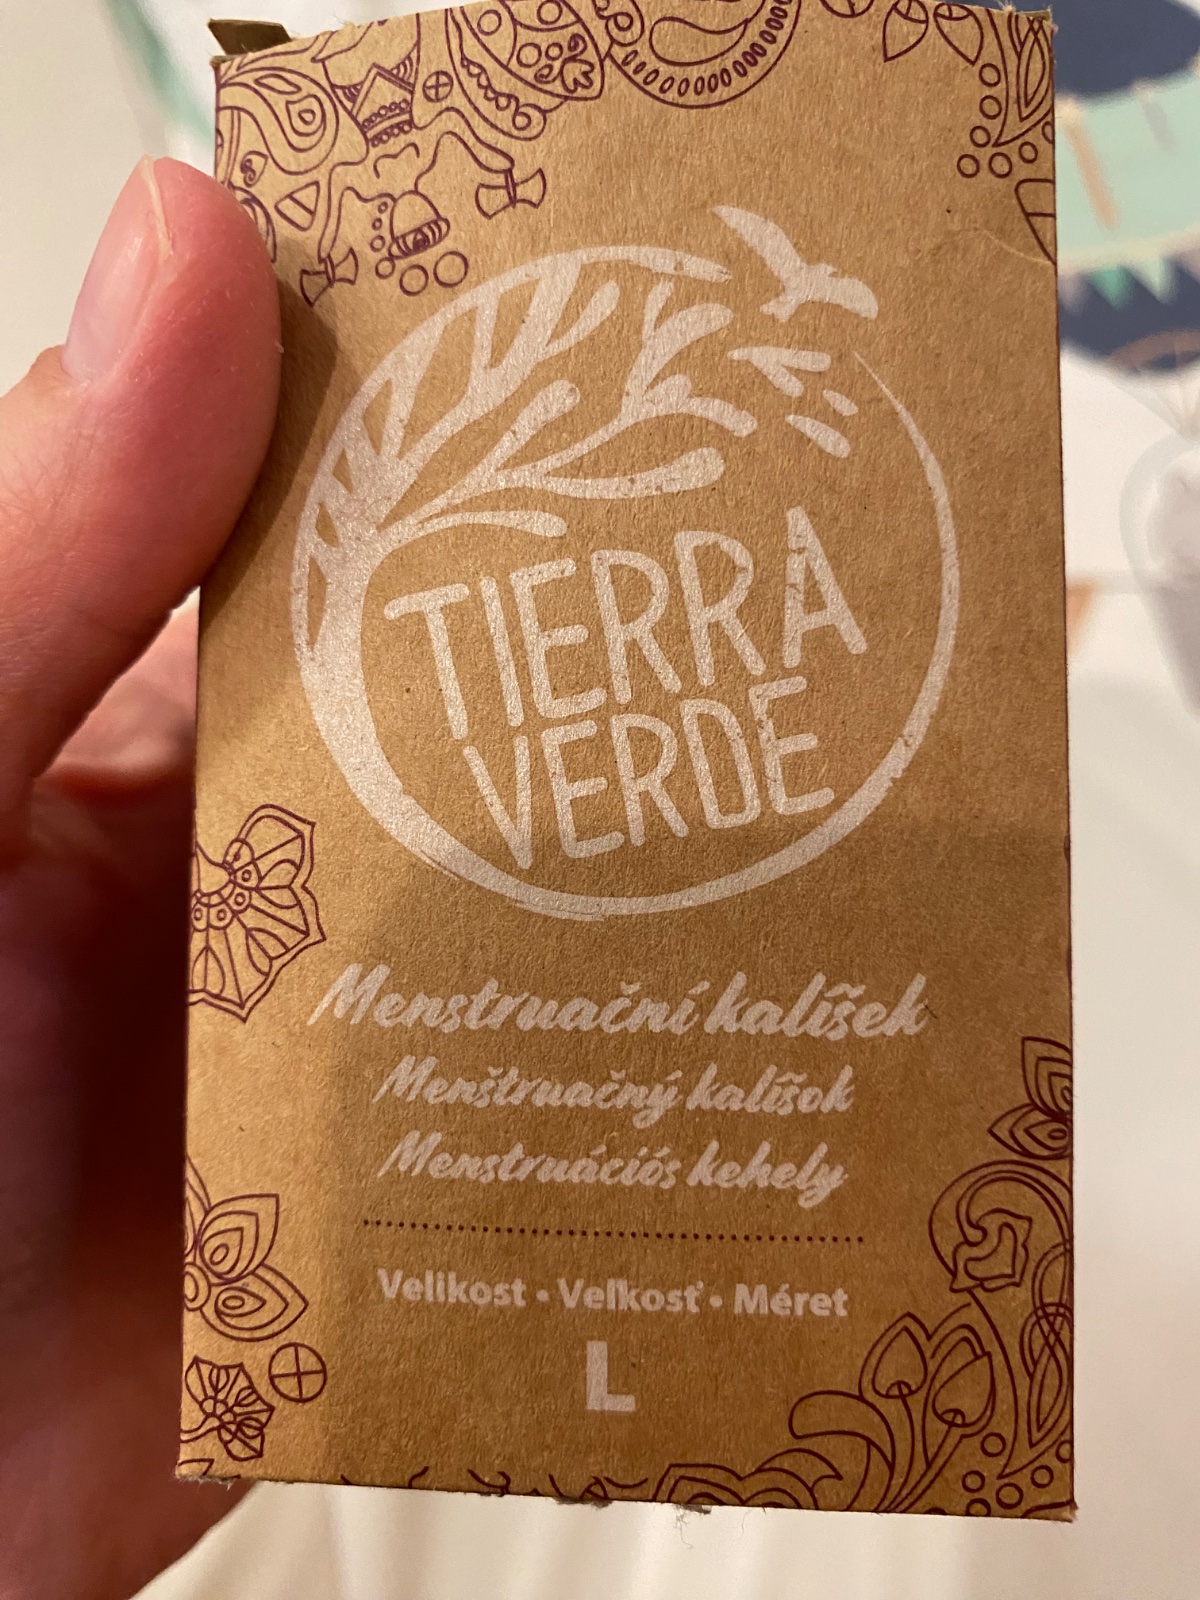 TIERRA
VERDE
Menstruační kalíšek
Menštruačný kalíšok
Menstruációs kehely
Velikost • Veľkosť • Méret
L